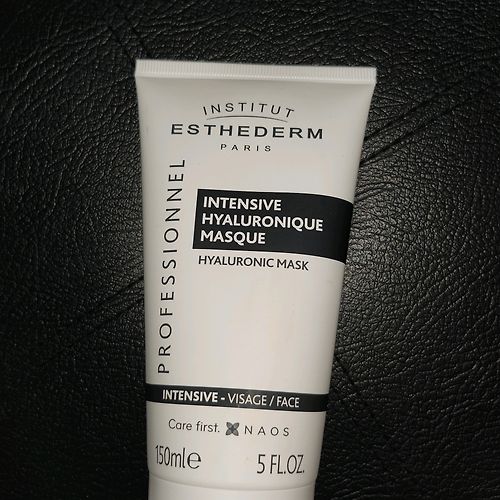 INSTITUT
ESTHEDERM
PARIS
PROFESSIONNEL
INTENSIVE
HYALURONIQUE
MASQUE
HYALURONIC MASK
INTENSIVE - VISAGE / FACE
Care first. NAOS
150ml℮ 5 FL.OZ.